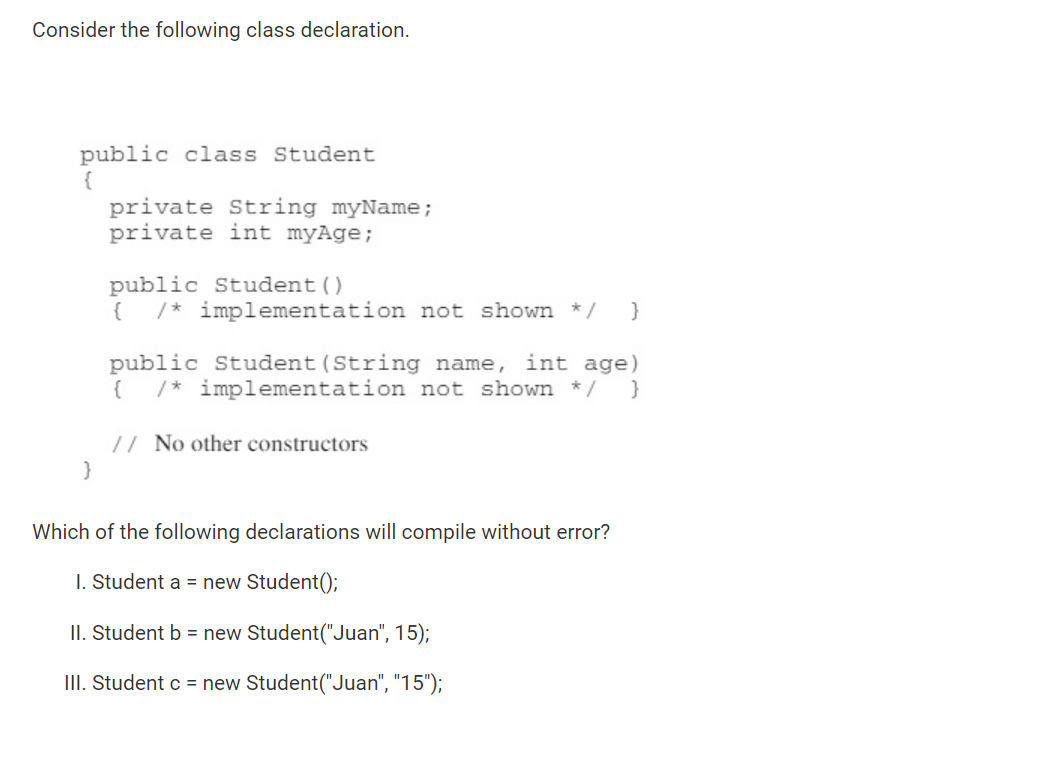 Consider the following class declaration.
public class Student
{
private String myName;
private int myAge;
public Student()
{ /* implementation not shown */ }
public Student(String name, int age)
{ /* implementation not shown */ }
// No other constructors
}
Which of the following declarations will compile without error?
I. Student a = new Student();
II. Student b = new Student("Juan", 15);
III. Student c = new Student("Juan", "15");